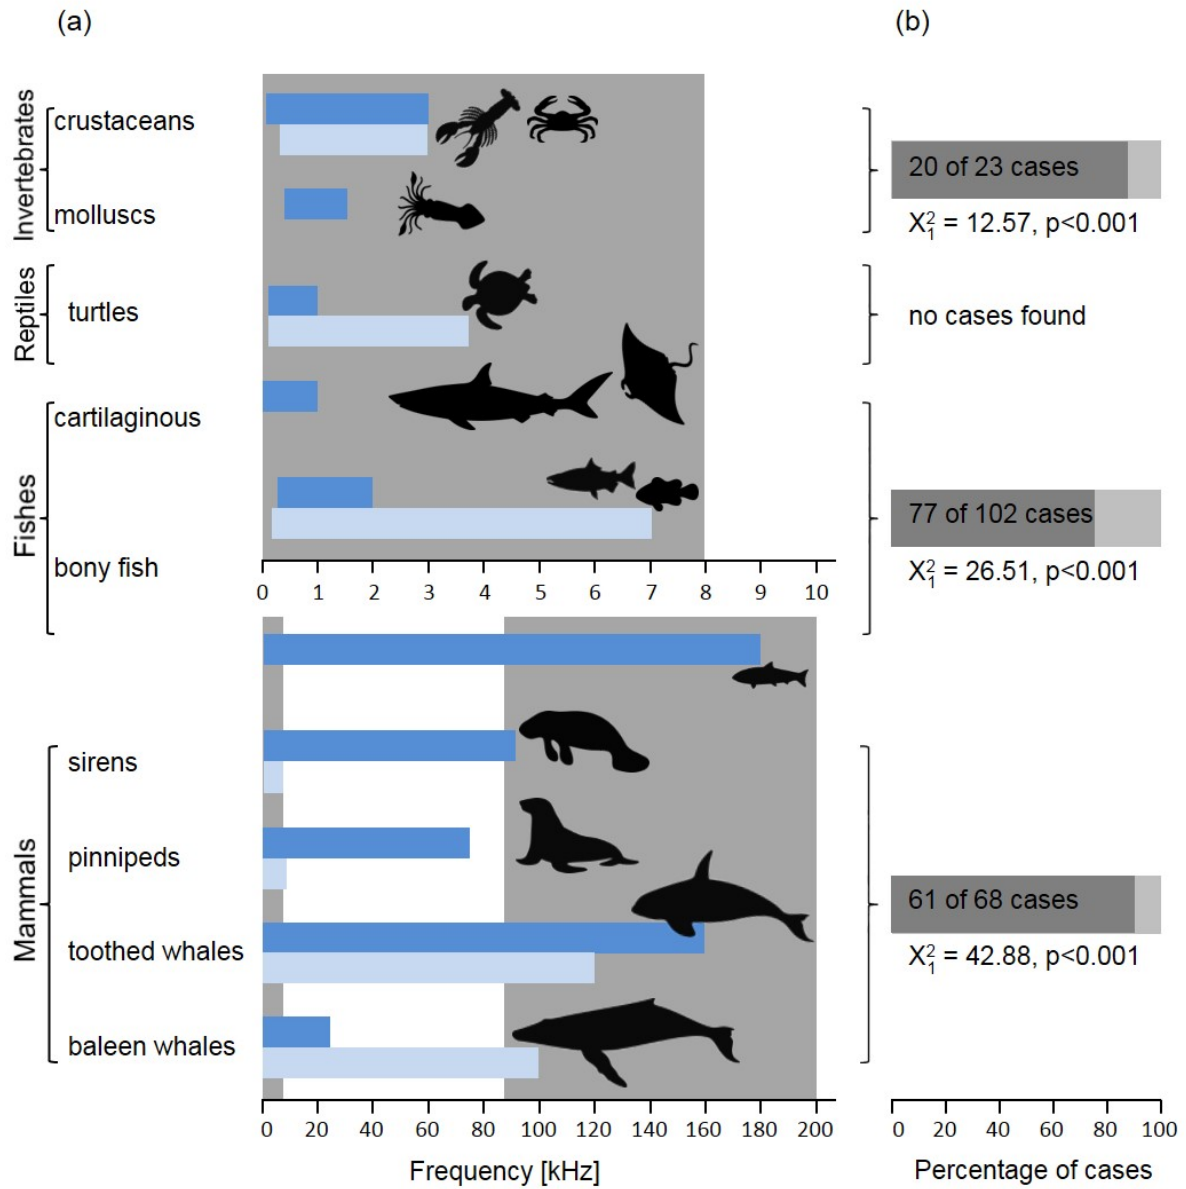 (a)
(b)
Invertebrates
crustaceans
20 of 23 cases
molluscs
X²₁ = 12.57, p<0.001
Reptiles
turtles
no cases found
Fishes
cartilaginous
77 of 102 cases
bony fish
X²₁ = 26.51, p<0.001
0 1 2 3 4 5 6 7 8 9 10
Mammals
sirens
pinnipeds
61 of 68 cases
toothed whales
X²₁ = 42.88, p<0.001
baleen whales
0 20 40 60 80 100 120 140 160 180 200
0 20 40 60 80 100
Frequency [kHz]
Percentage of cases